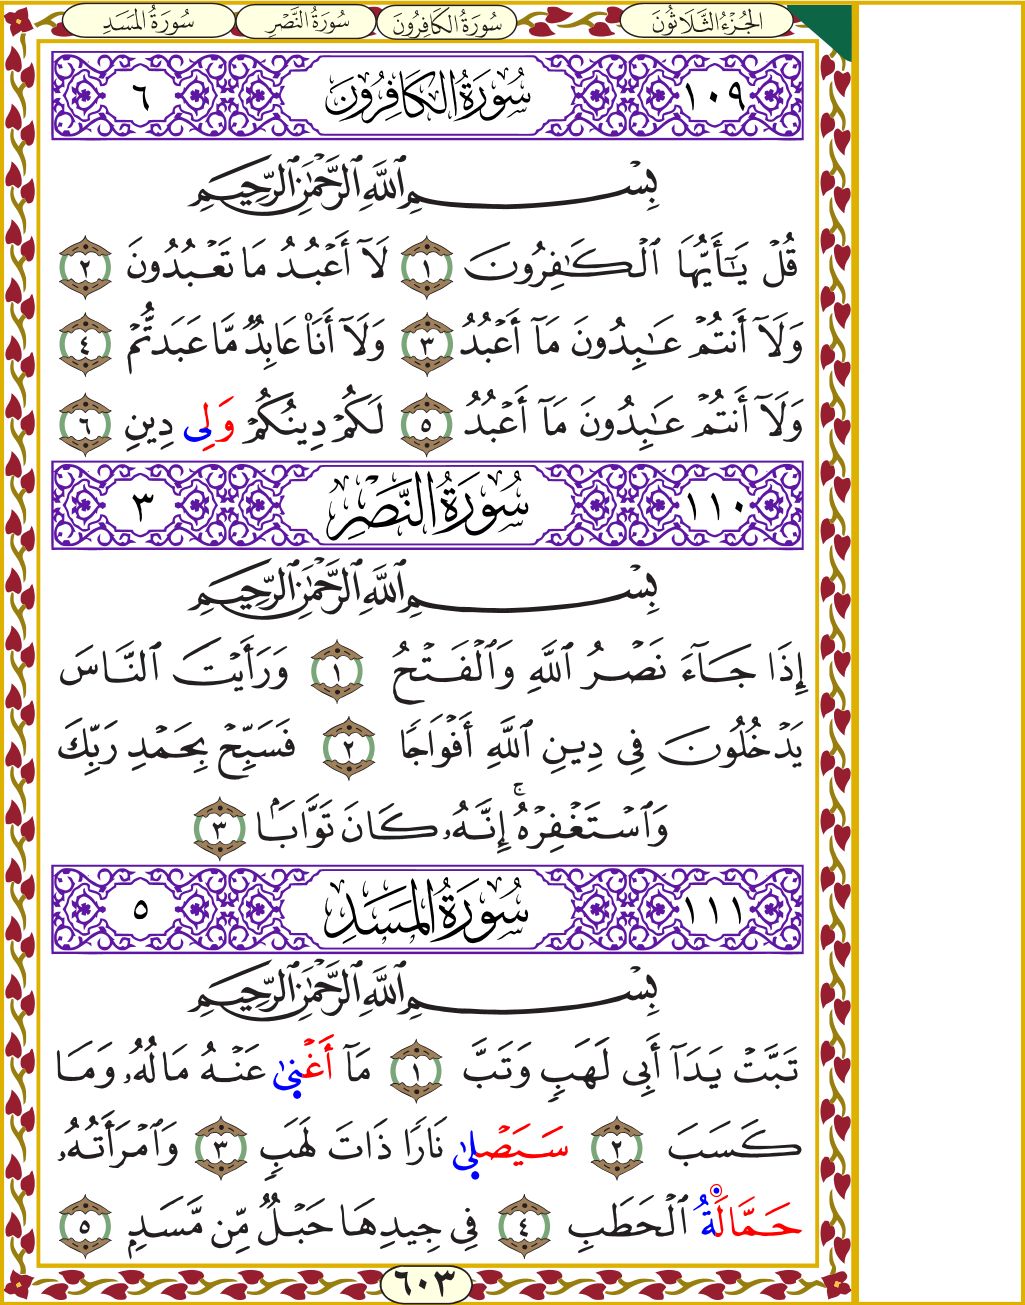 الجُزْءُ الثَّلَاثُونَ سُورَةُ الكَافِرُونَ سُورَةُ النَّصْرِ سُورَةُ المَسَدِ
١٠٩ سُورَةُ الكَافِرُونَ ٦
بِسْمِ ٱللَّهِ ٱلرَّحْمَٰنِ ٱلرَّحِيمِ
قُلْ يَٰٓأَيُّهَا ٱلْكَٰفِرُونَ ١ لَآ أَعْبُدُ مَا تَعْبُدُونَ ٢
وَلَآ أَنتُمْ عَٰبِدُونَ مَآ أَعْبُدُ ٣ وَلَآ أَنَا۠ عَابِدٌ مَّا عَبَدتُّمْ ٤
وَلَآ أَنتُمْ عَٰبِدُونَ مَآ أَعْبُدُ ٥ لَكُمْ دِينُكُمْ وَلِى دِينِ ٦
١١٠ سُورَةُ النَّصْرِ ٣
بِسْمِ ٱللَّهِ ٱلرَّحْمَٰنِ ٱلرَّحِيمِ
إِذَا جَآءَ نَصْرُ ٱللَّهِ وَٱلْفَتْحُ ١ وَرَأَيْتَ ٱلنَّاسَ
يَدْخُلُونَ فِى دِينِ ٱللَّهِ أَفْوَاجًا ٢ فَسَبِّحْ بِحَمْدِ رَبِّكَ
وَٱسْتَغْفِرْهُ ۚ إِنَّهُۥ كَانَ تَوَّابَۢا ٣
١١١ سُورَةُ المَسَدِ ٥
بِسْمِ ٱللَّهِ ٱلرَّحْمَٰنِ ٱلرَّحِيمِ
تَبَّتْ يَدَآ أَبِى لَهَبٍ وَتَبَّ ١ مَآ أَغْنىٰ عَنْهُ مَالُهُۥ وَمَا
كَسَبَ ٢ سَيَصْلىٰ نَارًا ذَاتَ لَهَبٍ ٣ وَٱمْرَأَتُهُۥ
حَمَّالَةُ ٱلْحَطَبِ ٤ فِى جِيدِهَا حَبْلٌ مِّن مَّسَدٍ ٥
٦٠٣